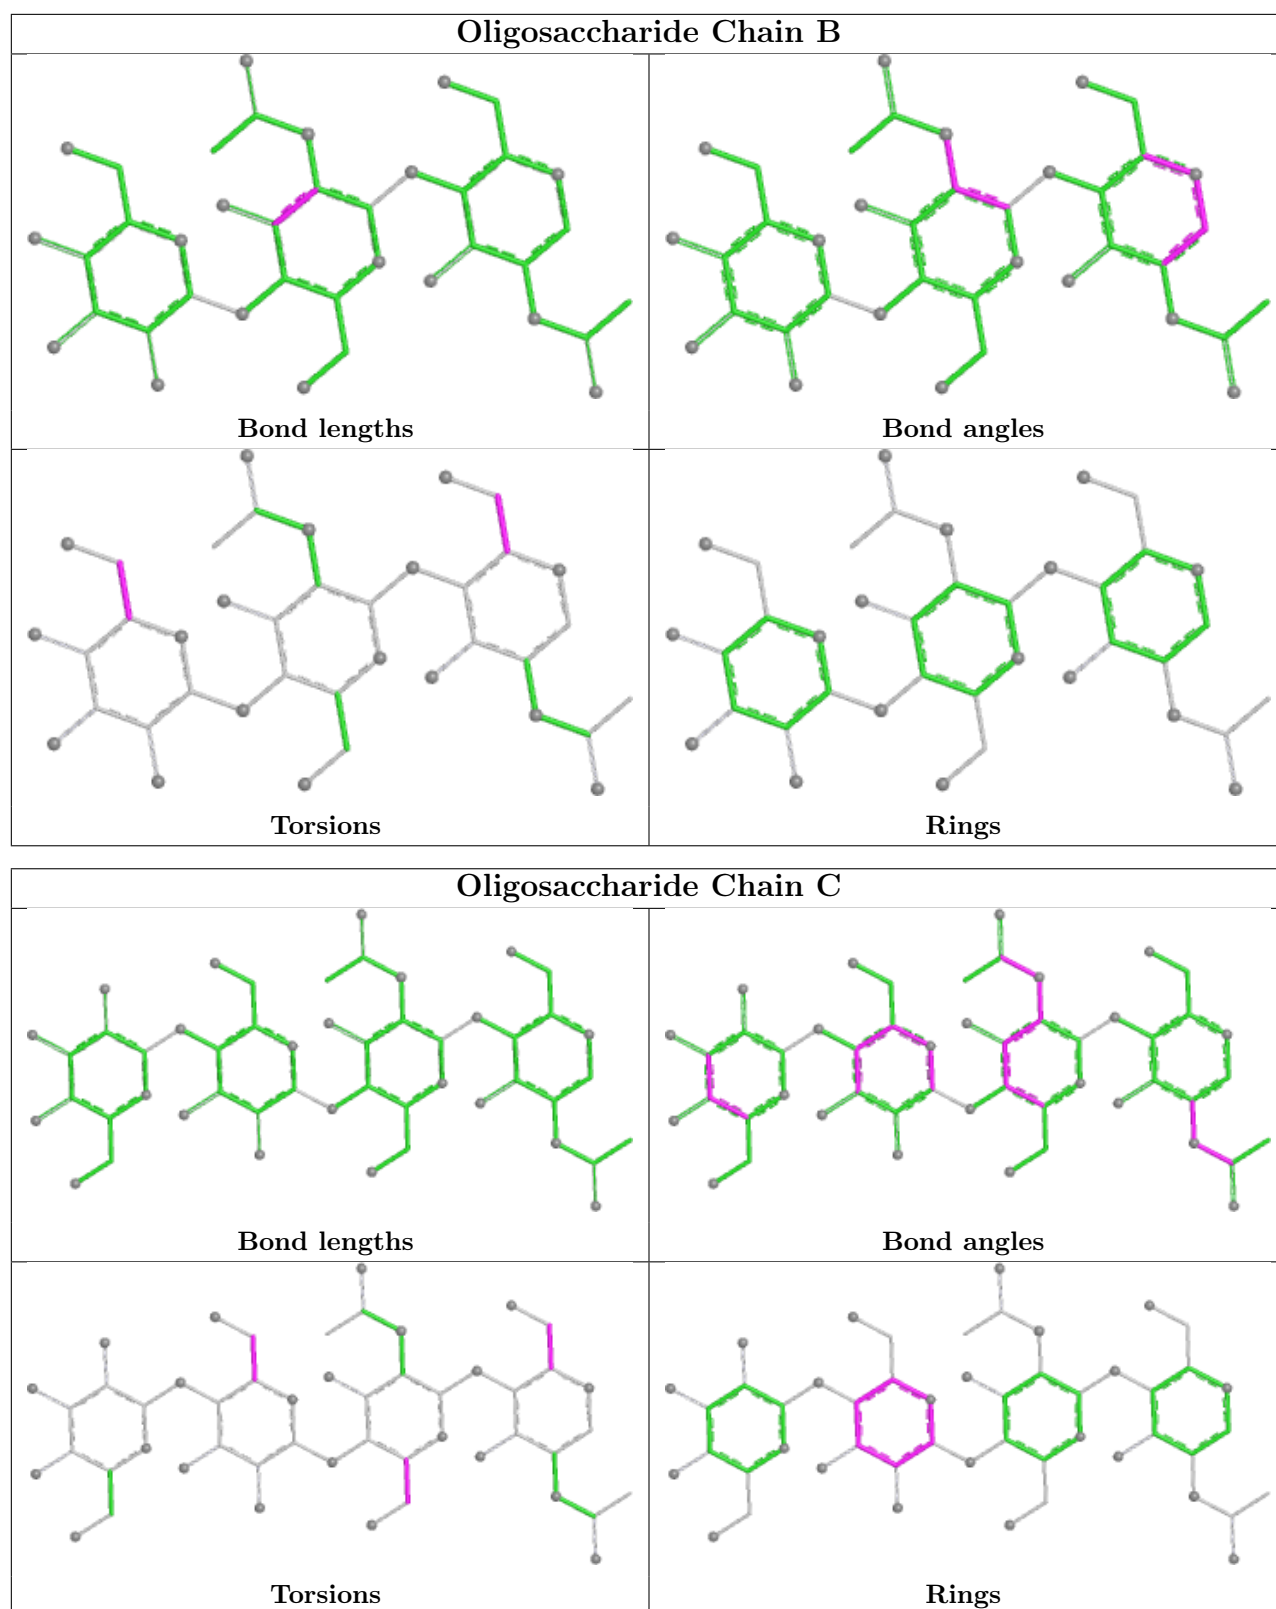 Oligosaccharide Chain B
Bond lengths
Bond angles
Torsions
Rings
Oligosaccharide Chain C
Bond lengths
Bond angles
Torsions
Rings